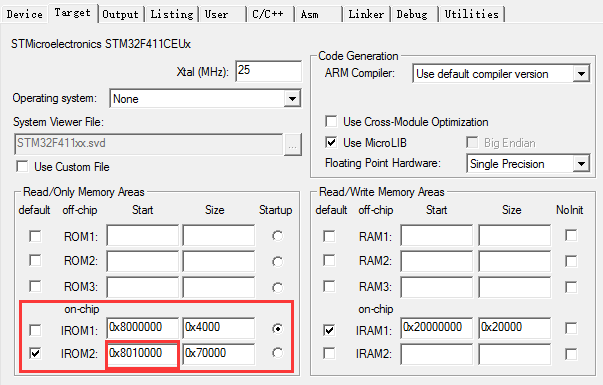 Device Target Output Listing User C/C++ Asm Linker Debug Utilities
STMicroelectronics STM32F411CEUx
Xtal (MHz): 25
Operating system: None
System Viewer File:
STM32F411xx.svd ...
Use Custom File
Code Generation
ARM Compiler: Use default compiler version
Use Cross-Module Optimization
Use MicroLIB Big Endian
Floating Point Hardware: Single Precision
Read/Only Memory Areas
default off-chip Start Size Startup
ROM1:
ROM2:
ROM3:
on-chip
IROM1: 0x8000000 0x4000
IROM2: 0x8010000 0x70000
Read/Write Memory Areas
default off-chip Start Size NoInit
RAM1:
RAM2:
RAM3:
on-chip
IRAM1: 0x20000000 0x20000
IRAM2: